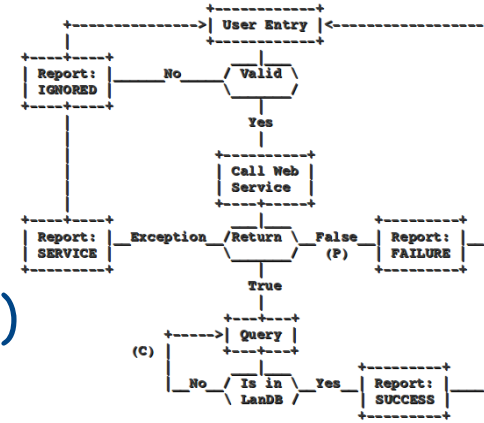 User Entry
Report: No Valid
IGNORED
Yes
Call Web
Service
Report: Exception Return False Report:
SERVICE (P) FAILURE
True
Query
(C)
No Is in Yes Report:
LanDB SUCCESS
)